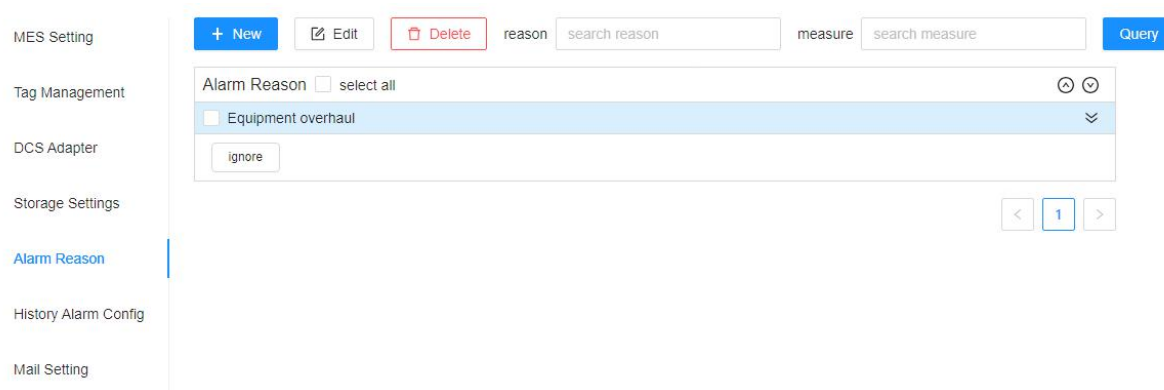 MES Setting
Tag Management
DCS Adapter
Storage Settings
Alarm Reason
History Alarm Config
Mail Setting
+ New Edit Delete reason search reason measure search measure Query
Alarm Reason select all
Equipment overhaul
ignore
< 1 >